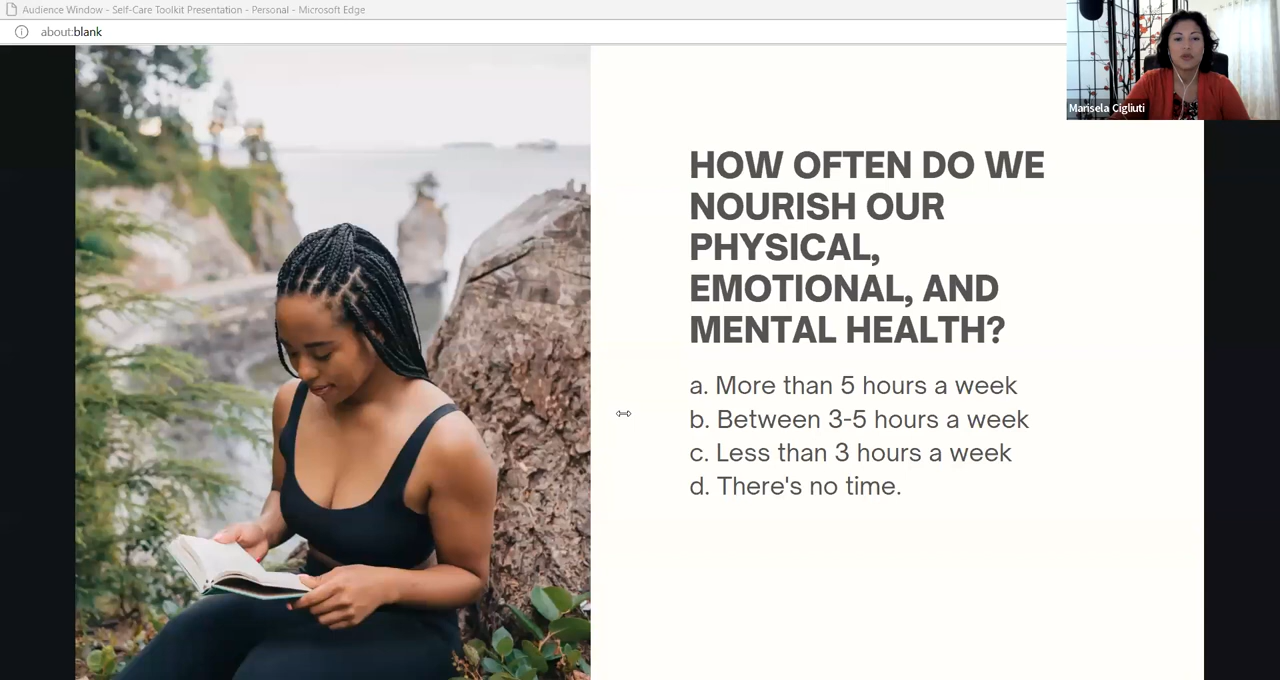 Audience Window - Self-Care Toolkit Presentation - Personal - Microsoft Edge
about:blank
Marisela Cigliuti
HOW OFTEN DO WE
NOURISH OUR
PHYSICAL,
EMOTIONAL, AND
MENTAL HEALTH?
a. More than 5 hours a week
b. Between 3-5 hours a week
c. Less than 3 hours a week
d. There's no time.